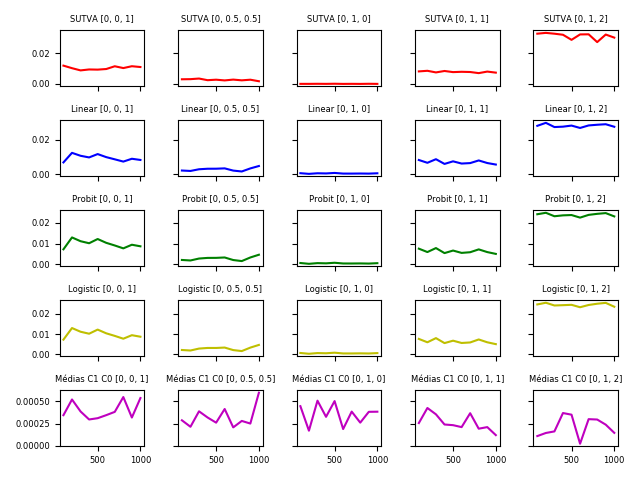 SUTVA [0, 0, 1] SUTVA [0, 0.5, 0.5] SUTVA [0, 1, 0] SUTVA [0, 1, 1] SUTVA [0, 1, 2]
0.02
0.00
Linear [0, 0, 1] Linear [0, 0.5, 0.5] Linear [0, 1, 0] Linear [0, 1, 1] Linear [0, 1, 2]
0.02
0.00
Probit [0, 0, 1] Probit [0, 0.5, 0.5] Probit [0, 1, 0] Probit [0, 1, 1] Probit [0, 1, 2]
0.02
0.01
0.00
Logistic [0, 0, 1] Logistic [0, 0.5, 0.5] Logistic [0, 1, 0] Logistic [0, 1, 1] Logistic [0, 1, 2]
0.02
0.01
0.00
Médias C1 C0 [0, 0, 1] Médias C1 C0 [0, 0.5, 0.5] Médias C1 C0 [0, 1, 0] Médias C1 C0 [0, 1, 1] Médias C1 C0 [0, 1, 2]
0.00050
0.00025
0.00000
500 1000 500 1000 500 1000 500 1000 500 1000